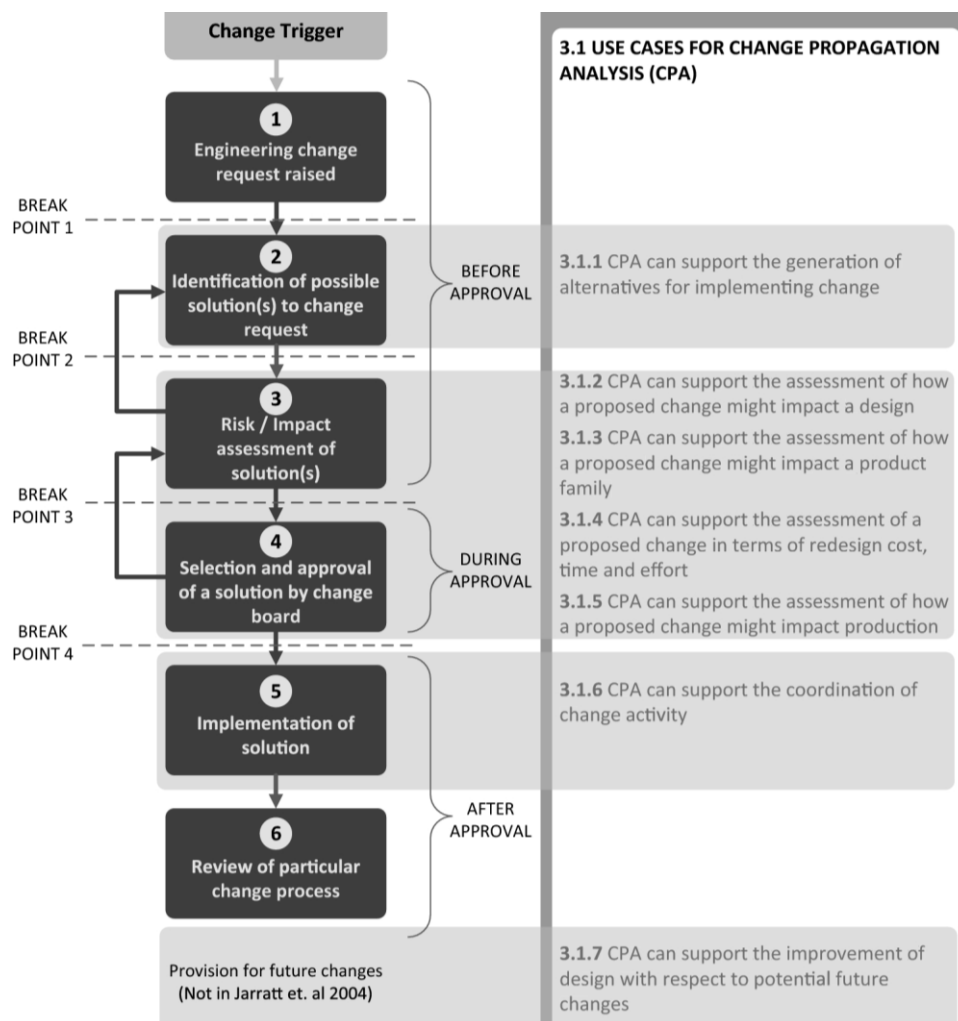 Change Trigger
3.1 USE CASES FOR CHANGE PROPAGATION
ANALYSIS (CPA)
1
Engineering change
request raised
BREAK
POINT 1
2
Identification of possible
solution(s) to change
request
BEFORE
APPROVAL
3.1.1 CPA can support the generation of
alternatives for implementing change
BREAK
POINT 2
3
Risk / Impact
assessment of
solution(s)
3.1.2 CPA can support the assessment of how
a proposed change might impact a design
3.1.3 CPA can support the assessment of how
a proposed change might impact a product
family
BREAK
POINT 3
4
Selection and approval
of a solution by change
board
DURING
APPROVAL
3.1.4 CPA can support the assessment of a
proposed change in terms of redesign cost,
time and effort
3.1.5 CPA can support the assessment of how
a proposed change might impact production
BREAK
POINT 4
5
Implementation of
solution
3.1.6 CPA can support the coordination of
change activity
AFTER
APPROVAL
6
Review of particular
change process
Provision for future changes
(Not in Jarratt et. al 2004)
3.1.7 CPA can support the improvement of
design with respect to potential future
changes